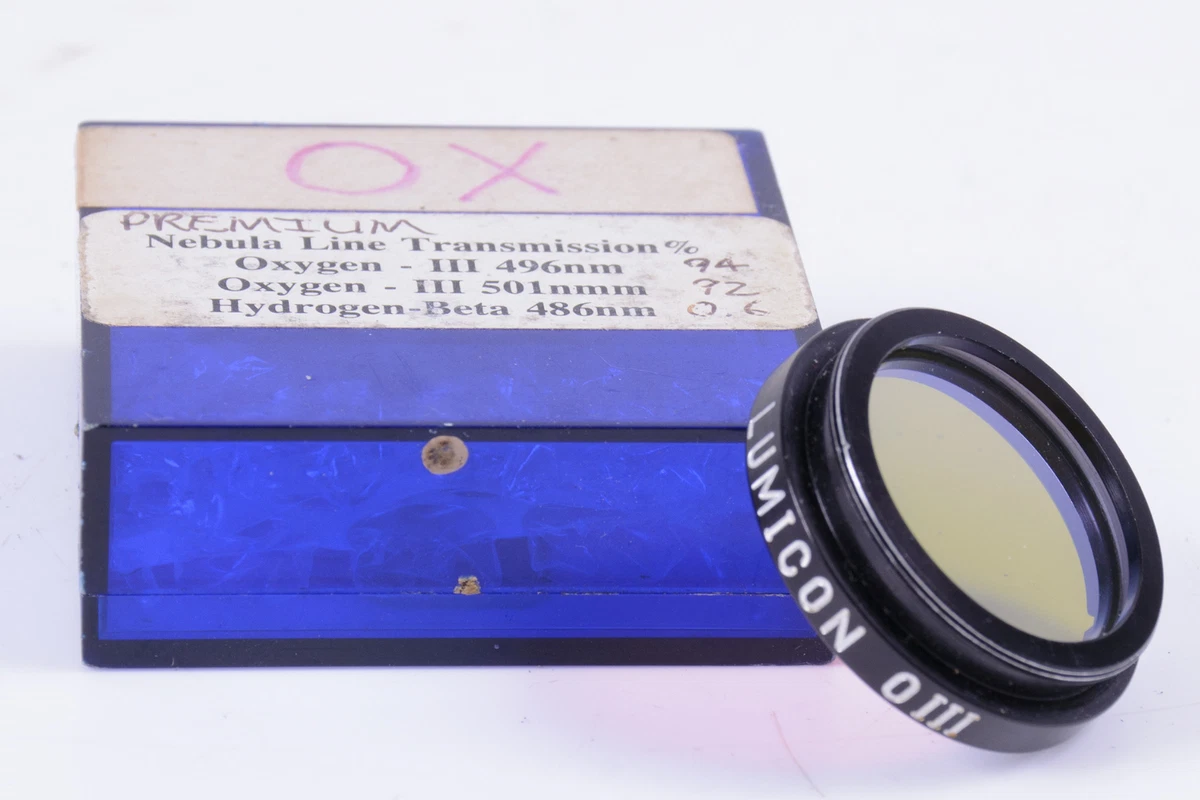 OX
PREMIUM
Nebula Line Transmission %
Oxygen - III 496nm 94
Oxygen - III 501nmm 92
Hydrogen-Beta 486nm 0.6
LUMICON OIII